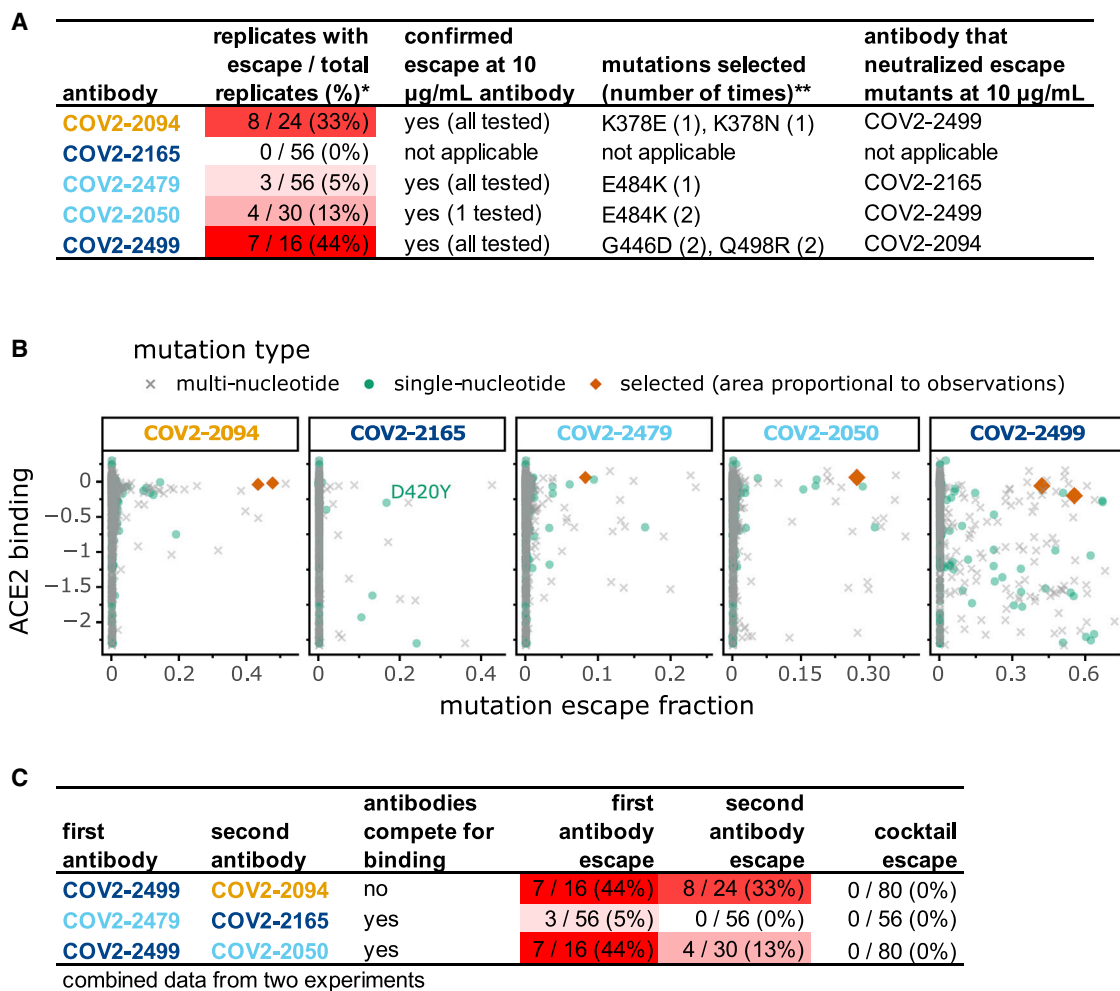 A
antibody replicates with escape / total replicates (%)* confirmed escape at 10 µg/mL antibody mutations selected (number of times)** antibody that neutralized escape mutants at 10 µg/mL
COV2-2094 8 / 24 (33%) yes (all tested) K378E (1), K378N (1) COV2-2499
COV2-2165 0 / 56 (0%) not applicable not applicable not applicable
COV2-2479 3 / 56 (5%) yes (all tested) E484K (1) COV2-2165
COV2-2050 4 / 30 (13%) yes (1 tested) E484K (2) COV2-2499
COV2-2499 7 / 16 (44%) yes (all tested) G446D (2), Q498R (2) COV2-2094
B
mutation type
multi-nucleotide single-nucleotide selected (area proportional to observations)
COV2-2094 COV2-2165 COV2-2479 COV2-2050 COV2-2499
ACE2 binding
0
−0.5
−1
−1.5
−2
D420Y
0 0.2 0.4 0 0.2 0.4 0 0.1 0.2 0 0.15 0.30 0 0.3 0.6
mutation escape fraction
C
first antibody second antibody antibodies compete for binding first antibody escape second antibody escape cocktail escape
COV2-2499 COV2-2094 no 7 / 16 (44%) 8 / 24 (33%) 0 / 80 (0%)
COV2-2479 COV2-2165 yes 3 / 56 (5%) 0 / 56 (0%) 0 / 56 (0%)
COV2-2499 COV2-2050 yes 7 / 16 (44%) 4 / 30 (13%) 0 / 80 (0%)
combined data from two experiments